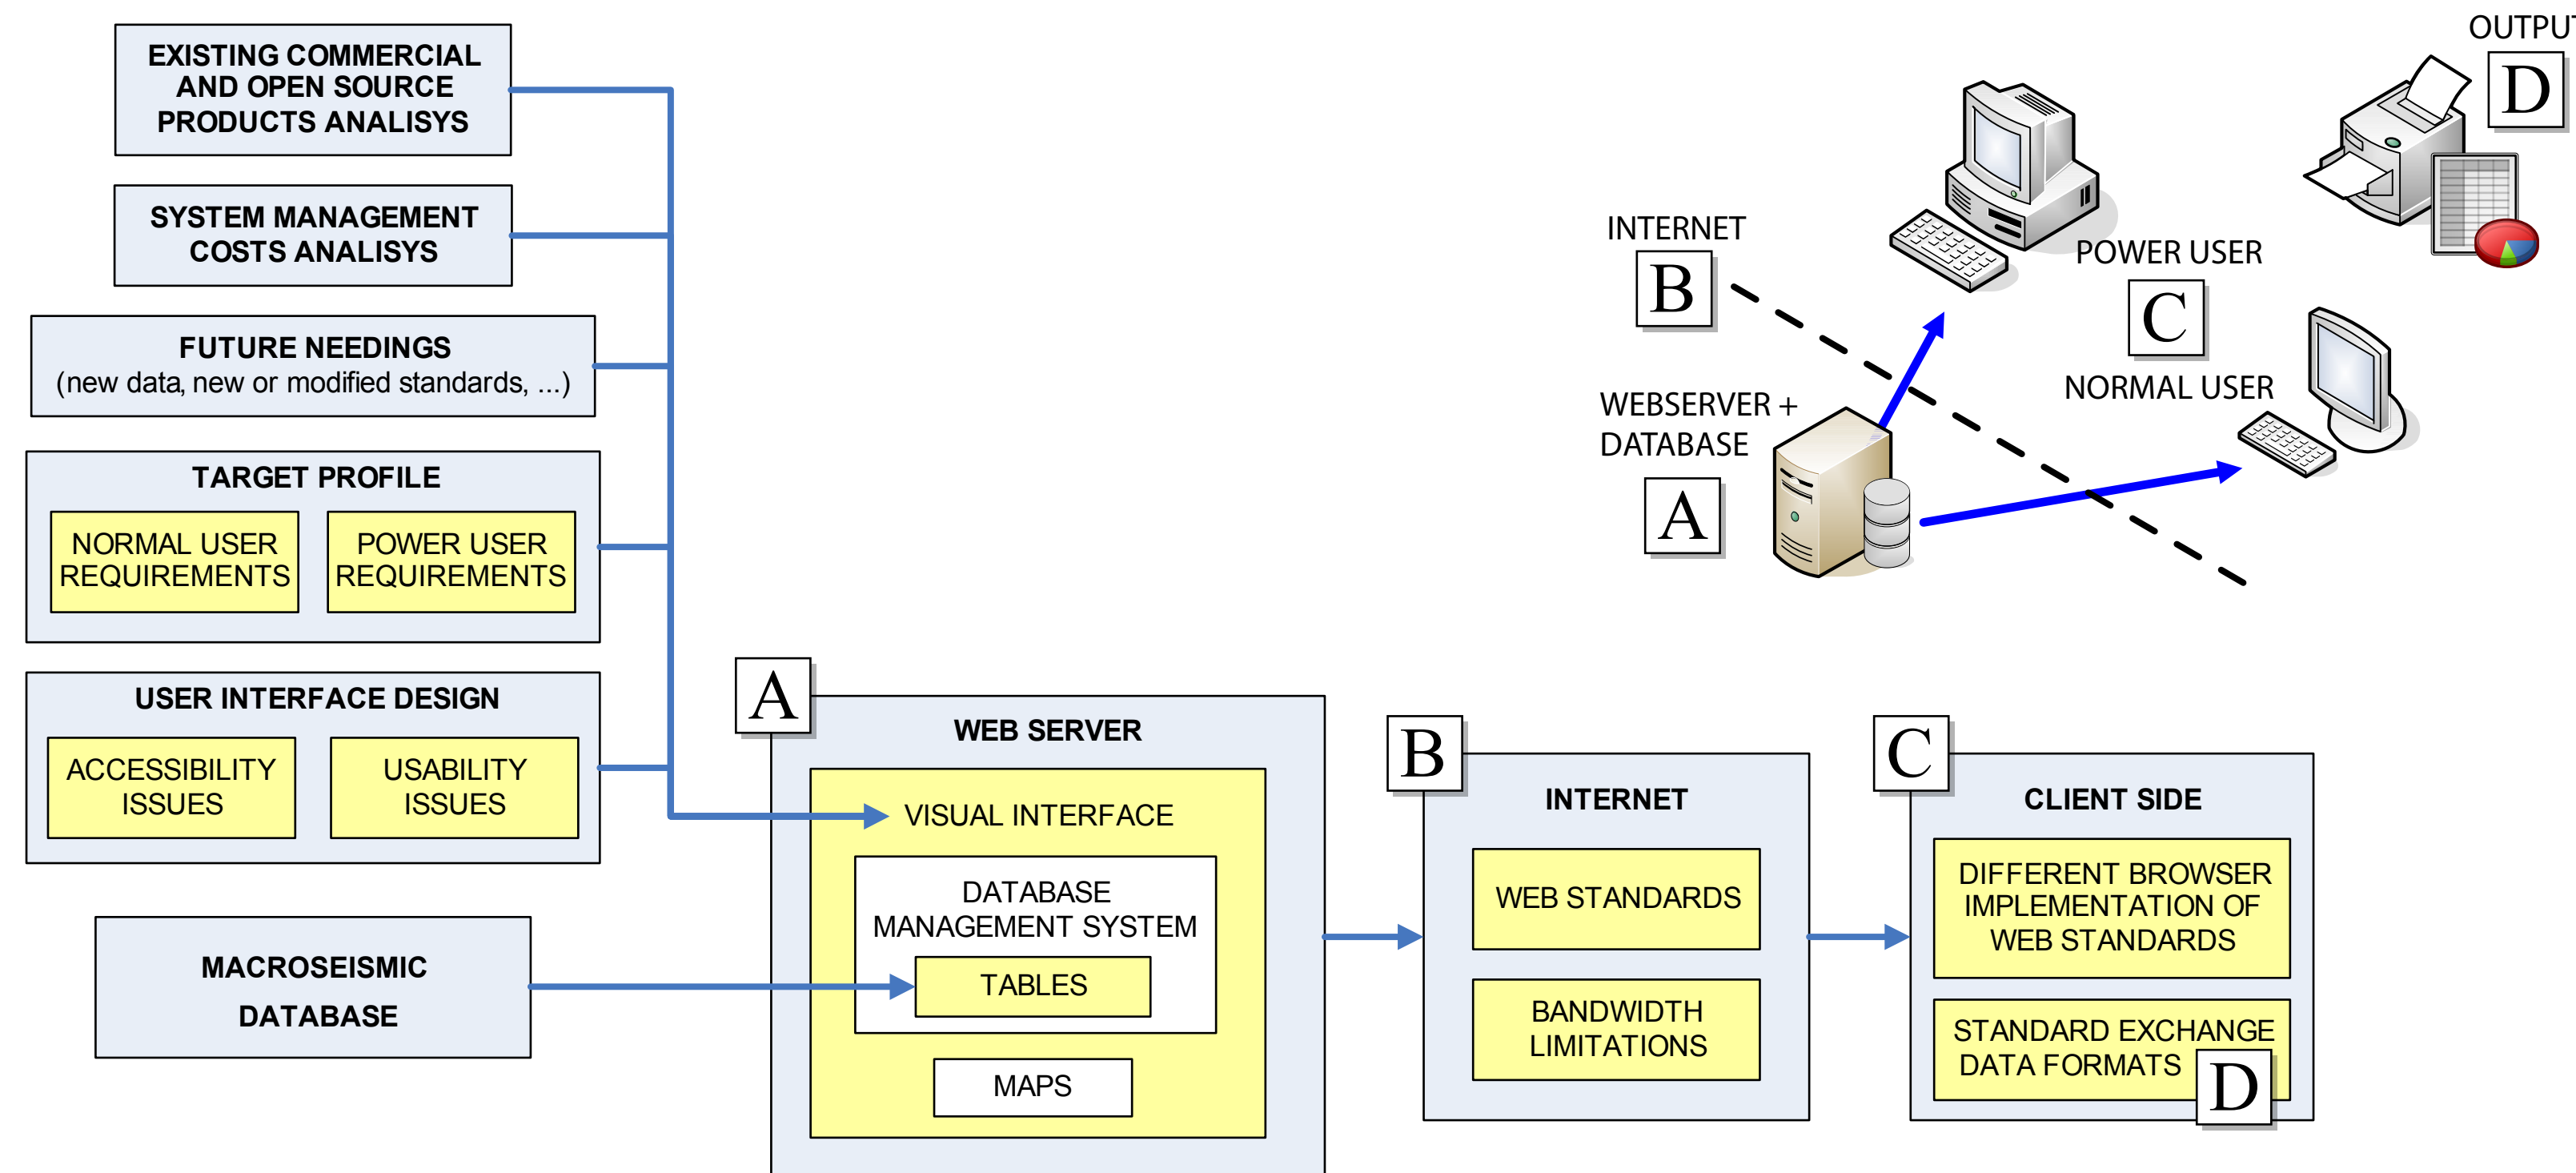 EXISTING COMMERCIAL
AND OPEN SOURCE
PRODUCTS ANALISYS
SYSTEM MANAGEMENT
COSTS ANALISYS
FUTURE NEEDINGS
(new data, new or modified standards, ...)
TARGET PROFILE
NORMAL USER
REQUIREMENTS
POWER USER
REQUIREMENTS
USER INTERFACE DESIGN
ACCESSIBILITY
ISSUES
USABILITY
ISSUES
MACROSEISMIC
DATABASE
OUTPUT
D
INTERNET
B
POWER USER
C
NORMAL USER
WEBSERVER +
DATABASE
A
A
WEB SERVER
VISUAL INTERFACE
DATABASE
MANAGEMENT SYSTEM
TABLES
MAPS
B
INTERNET
WEB STANDARDS
BANDWIDTH
LIMITATIONS
C
CLIENT SIDE
DIFFERENT BROWSER
IMPLEMENTATION OF
WEB STANDARDS
STANDARD EXCHANGE
DATA FORMATS
D